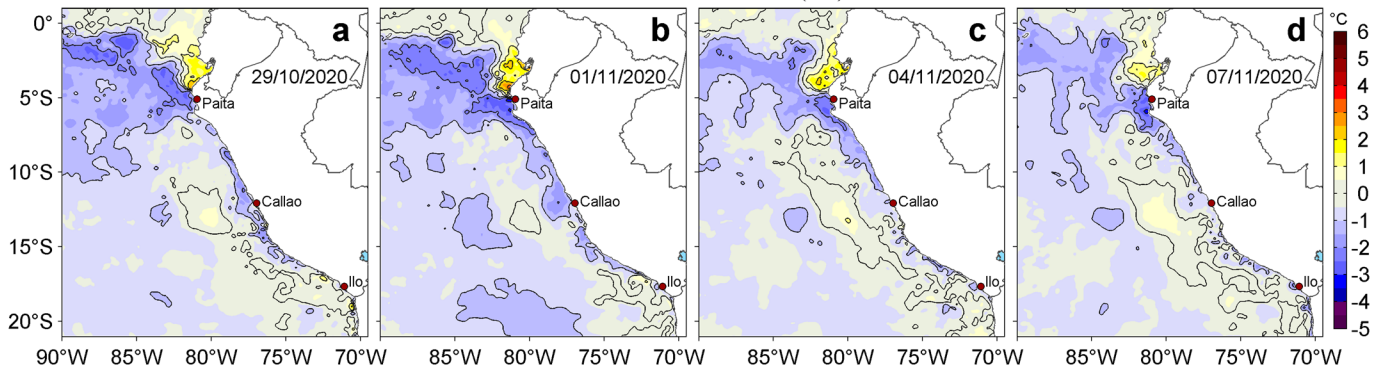 a
b
c
d
°C
29/10/2020
01/11/2020
04/11/2020
07/11/2020
Paita
Paita
Paita
Paita
Callao
Callao
Callao
Callao
Ilo
Ilo
Ilo
Ilo
0°
5°S
10°S
15°S
20°S
90°W 85°W 80°W 75°W 70°W
85°W 80°W 75°W 70°W
85°W 80°W 75°W 70°W
85°W 80°W 75°W 70°W
6
5
4
3
2
1
0
-1
-2
-3
-4
-5